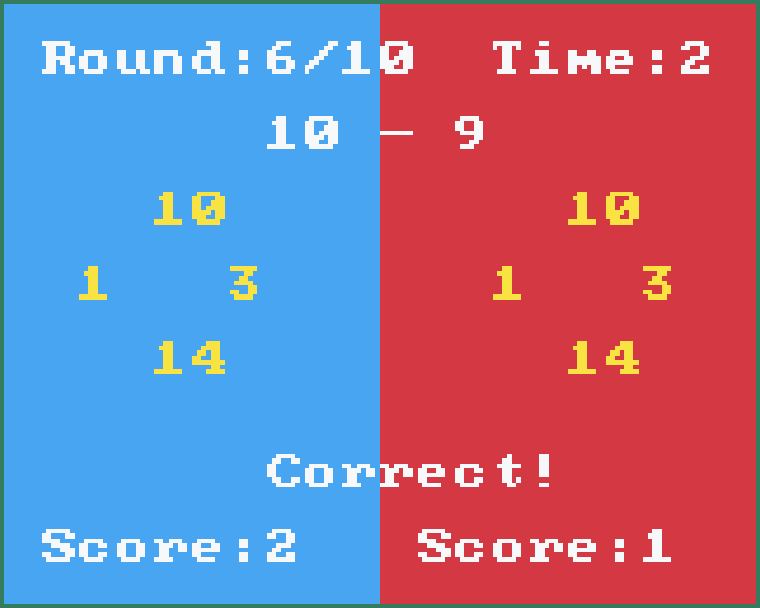 Round:6/10 Time:2
10 — 9
10 10
1 3 1 3
14 14
Correct!
Score:2 Score:1